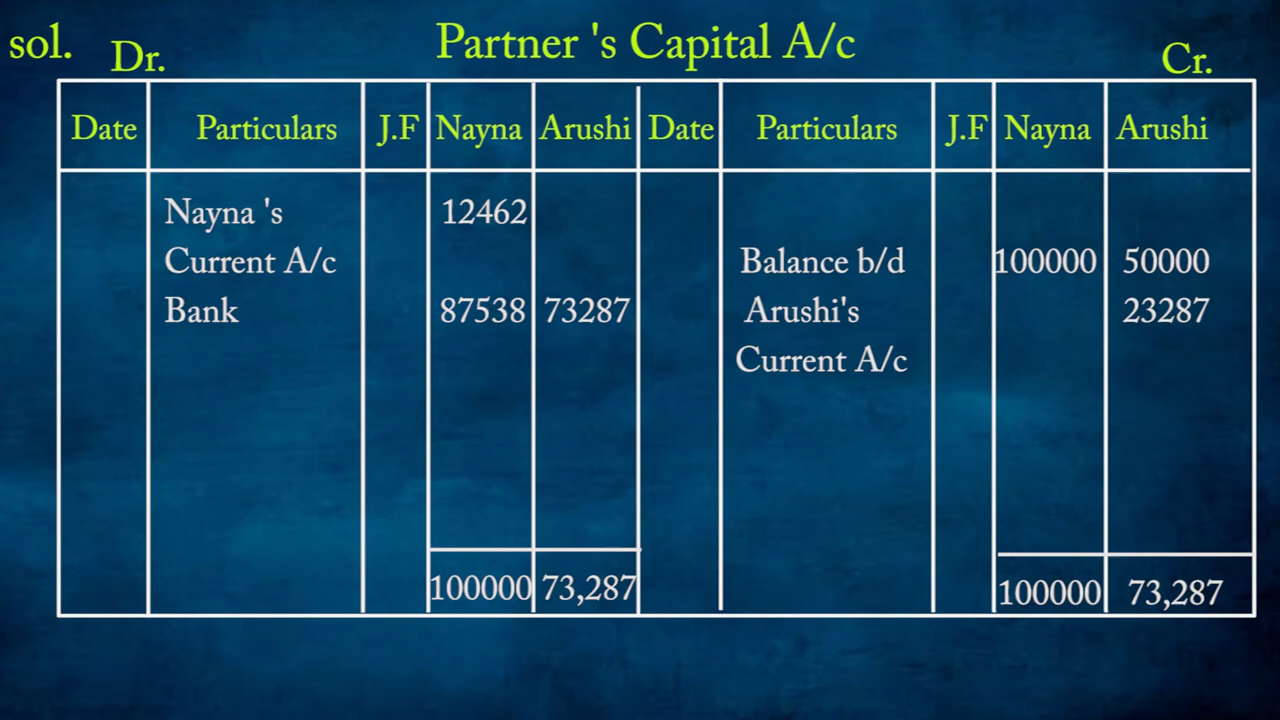 sol. Dr. Partner 's Capital A/c Cr.
Date Particulars J.F Nayna Arushi Date Particulars J.F Nayna Arushi
Nayna 's 12462
Current A/c Balance b/d 100000 50000
Bank 87538 73287 Arushi's 23287
Current A/c
100000 73,287 100000 73,287